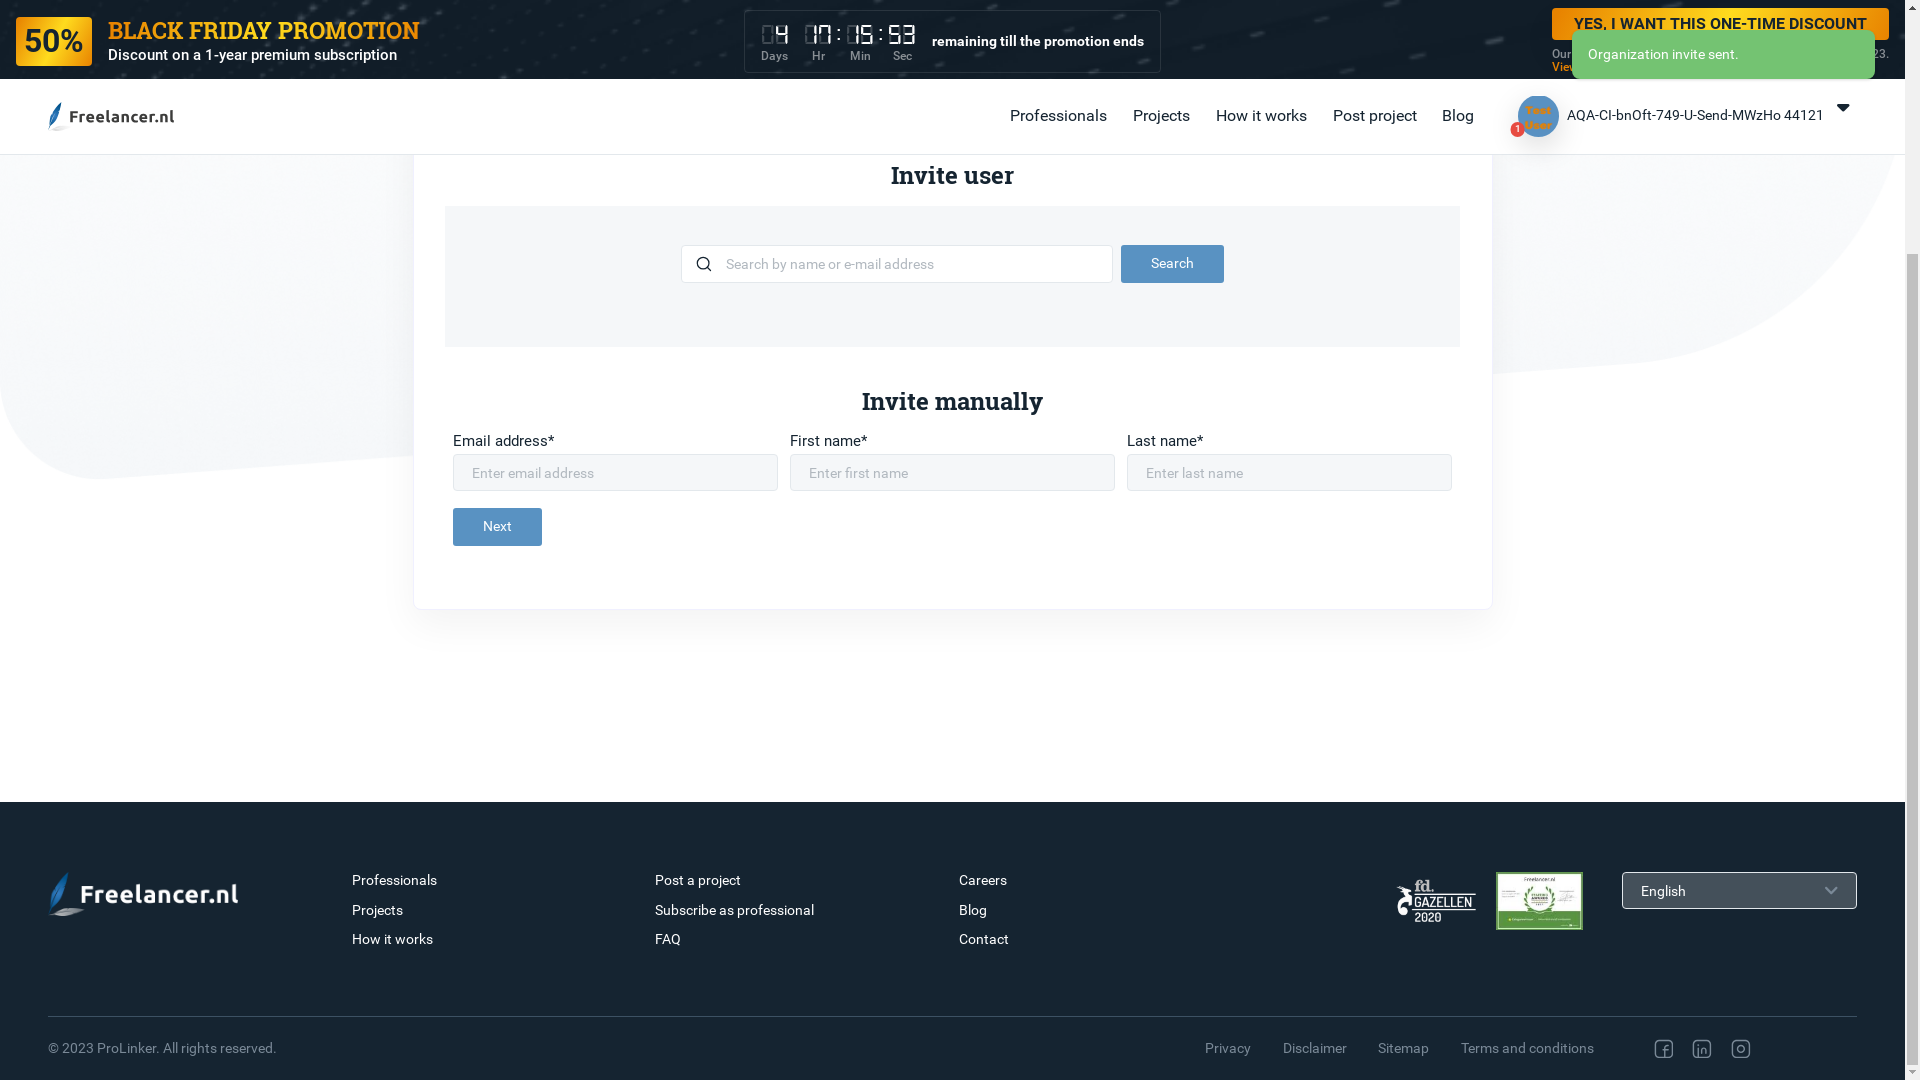 50%
BLACK FRIDAY PROMOTION
Discount on a 1-year premium subscription
4 17 : 15 : 53
Days Hr Min Sec
remaining till the promotion ends
YES, I WANT THIS ONE-TIME DISCOUNT
Our
23.
Organization invite sent.
Freelancer.nl
Professionals
Projects
How it works
Post project
Blog
Test
User
1
AQA-CI-bnOft-749-U-Send-MWzHo 44121
Invite user
Search by name or e-mail address
Search
Invite manually
Email address*
First name*
Last name*
Enter email address
Enter first name
Enter last name
Next
Freelancer.nl
Professionals
Projects
How it works
Post a project
Subscribe as professional
FAQ
Careers
Blog
Contact
fd.
GAZELLEN
2020
Freelancer.nl
English
© 2023 ProLinker. All rights reserved.
Privacy
Disclaimer
Sitemap
Terms and conditions